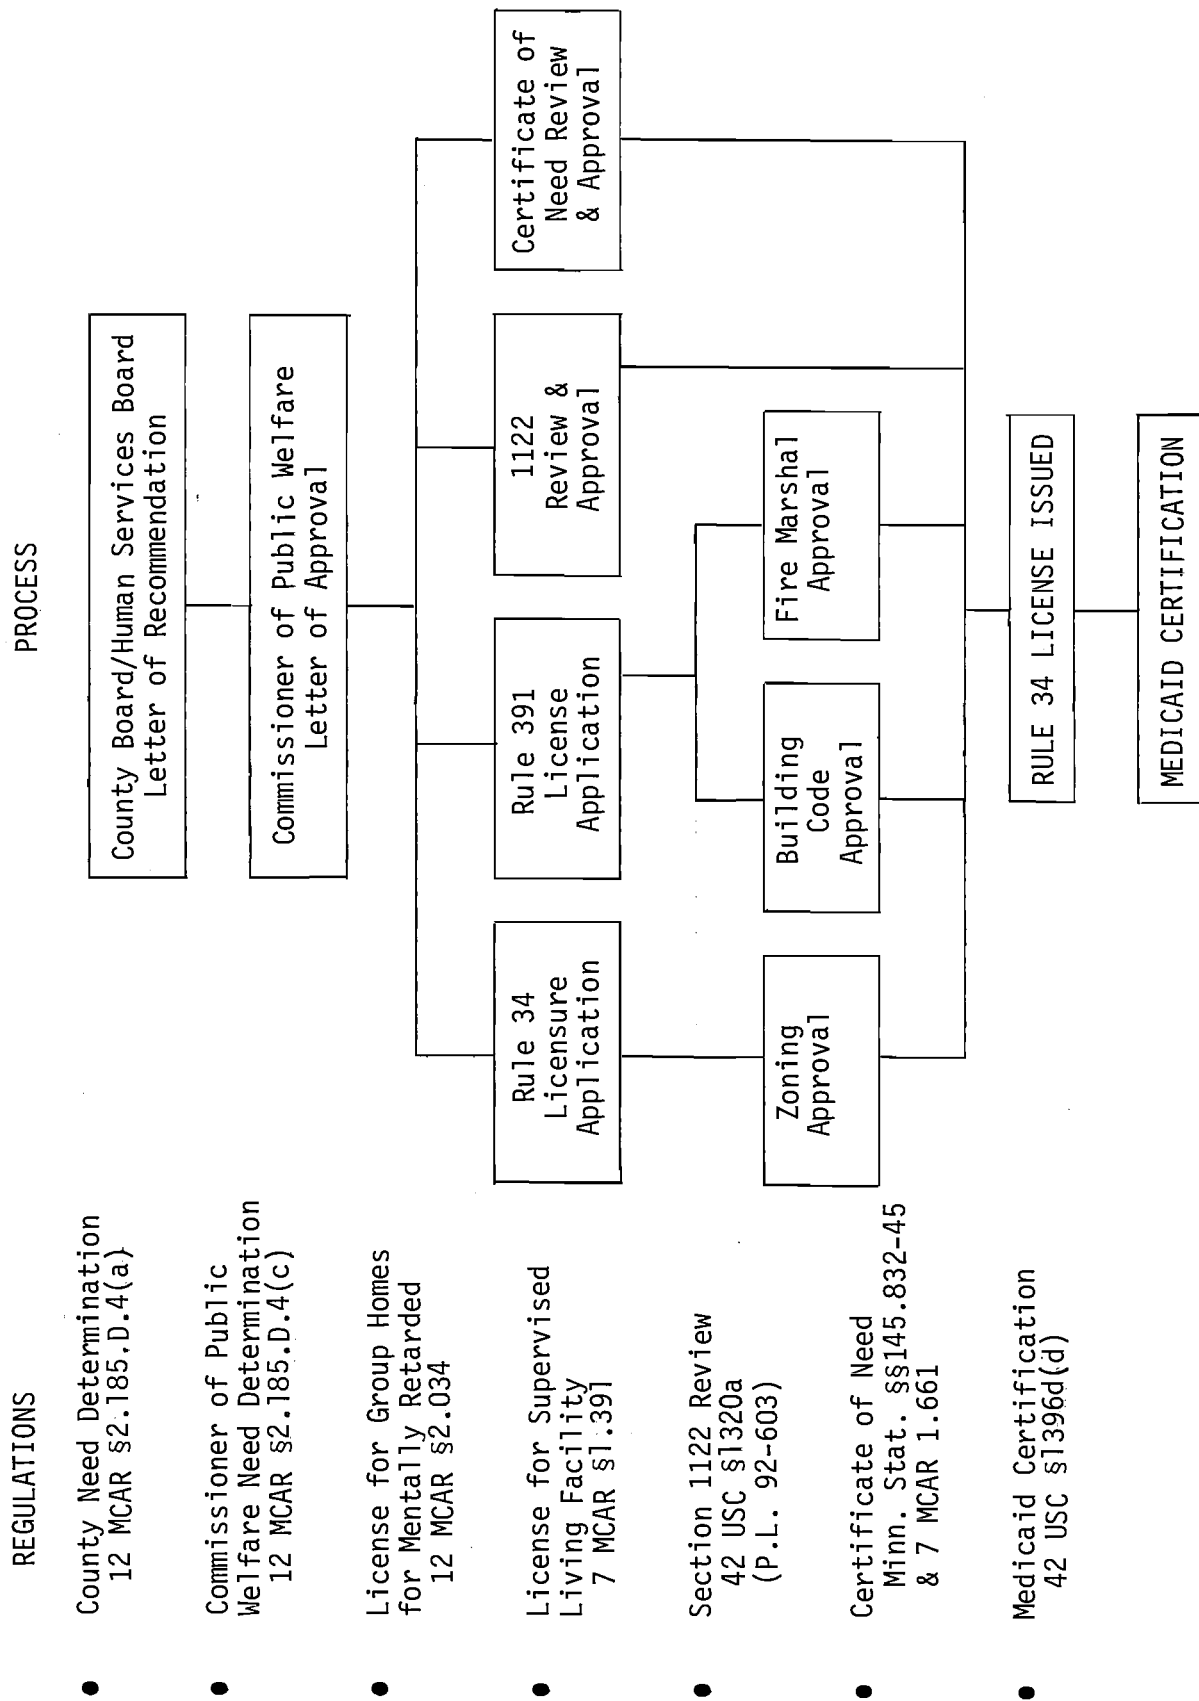 REGULATIONS
• County Need Determination
12 MCAR §2.185.D.4(a)
• Commissioner of Public
Welfare Need Determination
12 MCAR §2.185.D.4(c)
• License for Group Homes
for Mentally Retarded
12 MCAR §2.034
• License for Supervised
Living Facility
7 MCAR §1.391
• Section 1122 Review
42 USC §1320a
(P.L. 92-603)
• Certificate of Need
Minn. Stat. §§145.832-45
& 7 MCAR 1.661
• Medicaid Certification
42 USC §1396d(d)
PROCESS
County Board/Human Services Board
Letter of Recommendation
Commissioner of Public Welfare
Letter of Approval
Rule 34
Licensure
Application
Rule 391
License
Application
1122
Review &
Approval
Certificate of
Need Review
& Approval
Zoning
Approval
Building
Code
Approval
Fire Marshal
Approval
RULE 34 LICENSE ISSUED
MEDICAID CERTIFICATION